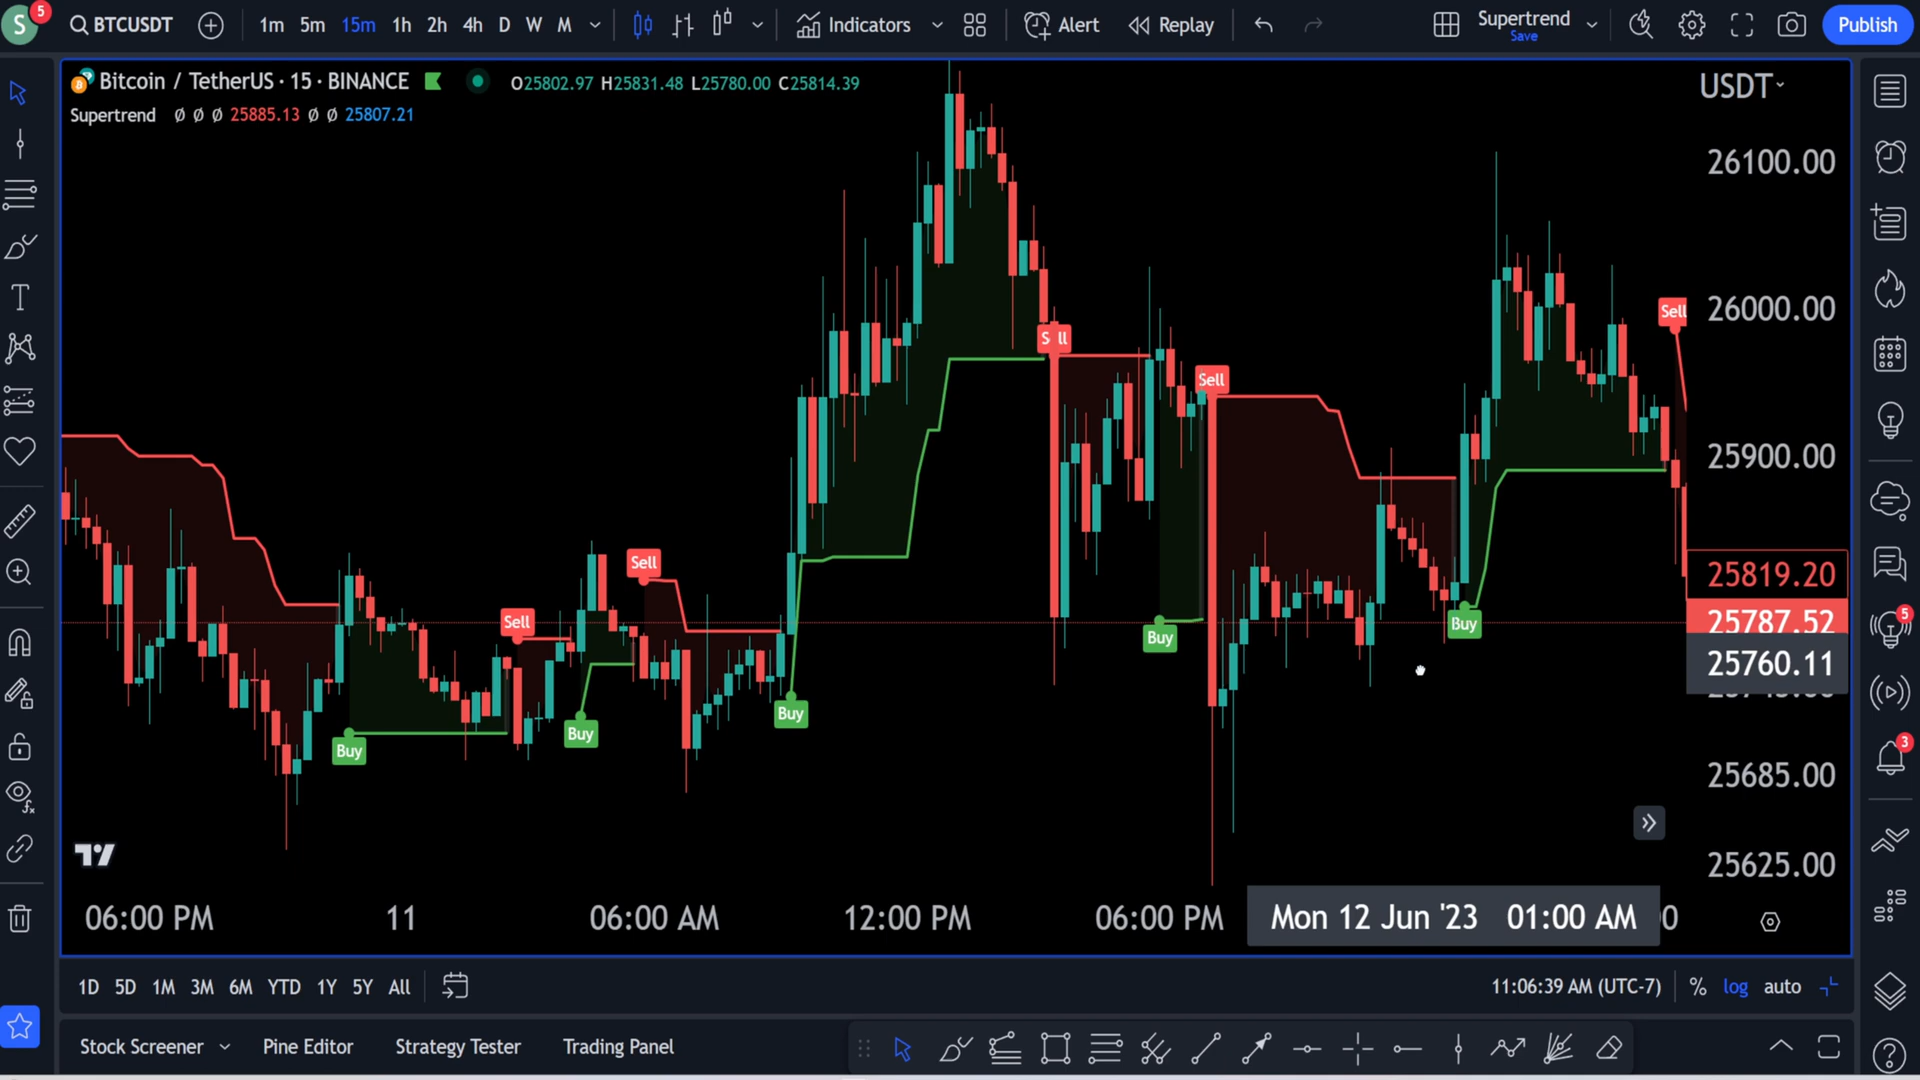 S
5
BTCUSDT
1m 5m 15m 1h 2h 4h D W M
Indicators
Alert
Replay
Supertrend
Save
Publish
Bitcoin / TetherUS · 15 · BINANCE
O25802.97 H25831.48 L25780.00 C25814.39
Supertrend Ø Ø Ø 25885.13 Ø Ø 25807.21
USDT
26100.00
26000.00
25900.00
25819.20
25787.52
25760.11
25685.00
25625.00
Sell
Sell
Sell
Sell
Buy
Buy
Buy
Buy
Buy
5
3
06:00 PM
11
06:00 AM
12:00 PM
06:00 PM
Mon 12 Jun '23 01:00 AM
0
1D 5D 1M 3M 6M YTD 1Y 5Y All
11:06:39 AM (UTC-7)
%
log
auto
Stock Screener
Pine Editor
Strategy Tester
Trading Panel